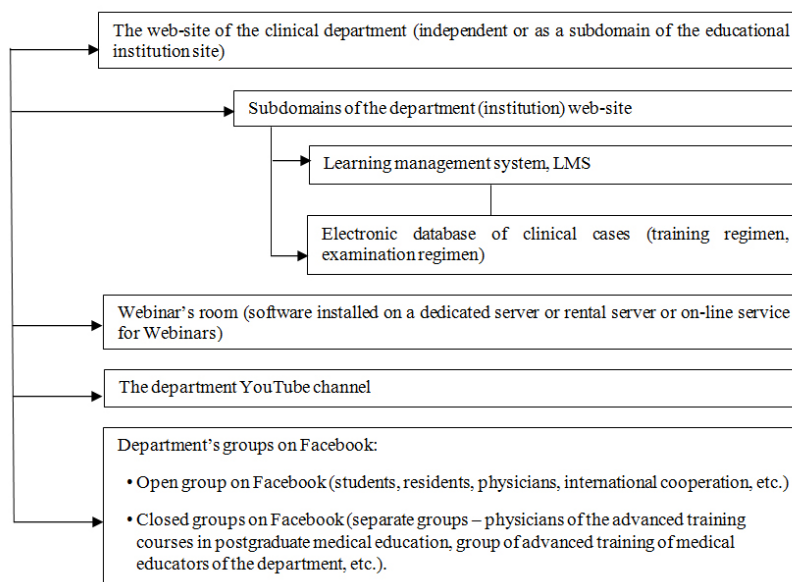 The web-site of the clinical department (independent or as a subdomain of the educational
institution site)
Subdomains of the department (institution) web-site
Learning management system, LMS
Electronic database of clinical cases (training regimen,
examination regimen)
Webinar’s room (software installed on a dedicated server or rental server or on-line service
for Webinars)
The department YouTube channel
Department’s groups on Facebook:
• Open group on Facebook (students, residents, physicians, international cooperation, etc.)
• Closed groups on Facebook (separate groups – physicians of the advanced training
courses in postgraduate medical education, group of advanced training of medical
educators of the department, etc.).